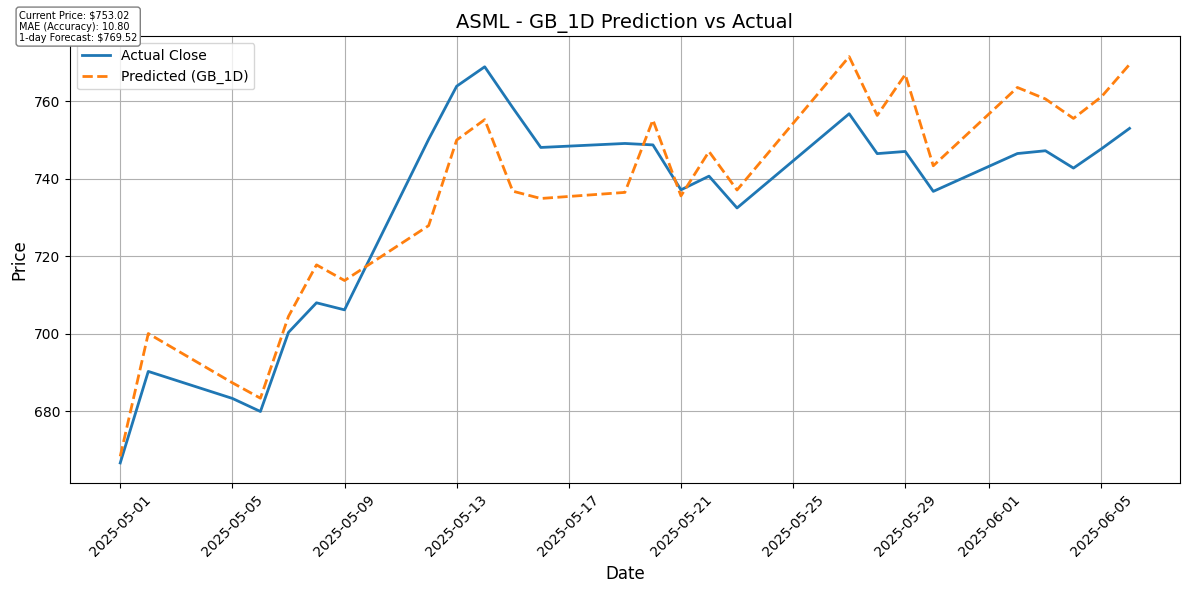 Current Price: $753.02
MAE (Accuracy): 10.80
1-day Forecast: $769.52
ASML - GB_1D Prediction vs Actual
Actual Close
Predicted (GB_1D)
Price
760
740
720
700
680
2025-05-01
2025-05-05
2025-05-09
2025-05-13
2025-05-17
2025-05-21
2025-05-25
2025-05-29
2025-06-01
2025-06-05
Date